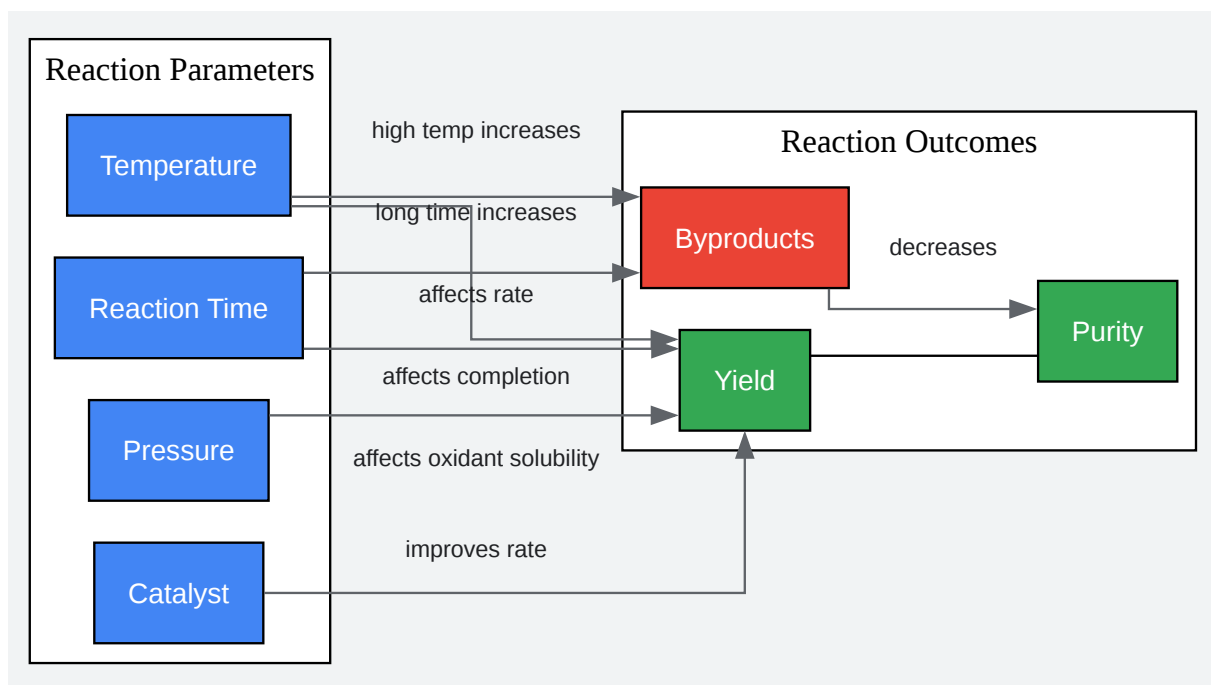 Reaction Parameters
Temperature
Reaction Time
Pressure
Catalyst
high temp increases
long time increases
affects rate
affects completion
affects oxidant solubility
improves rate
Reaction Outcomes
Byproducts
decreases
Purity
Yield